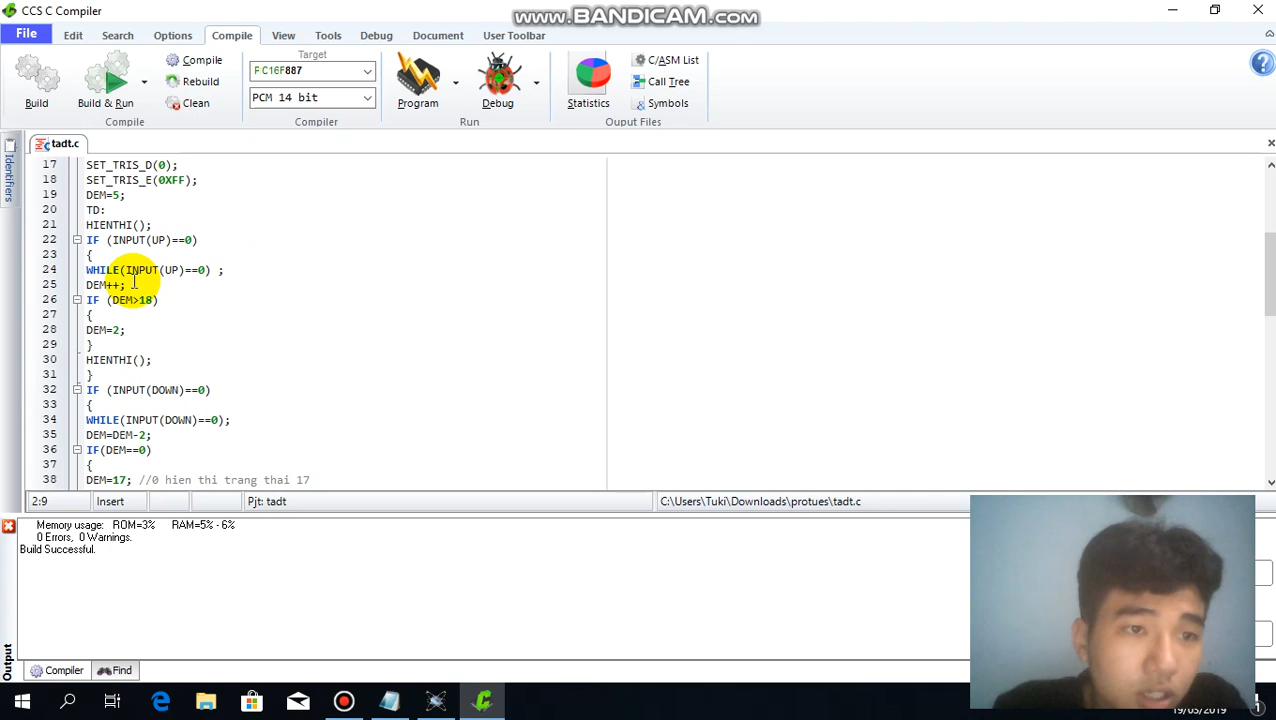 CCS C Compiler
WWW.BANDICAM.COM
File Edit Search Options Compile View Tools Debug Document User Toolbar
Build
Build & Run
Compile
Rebuild
Clean
Compile
Target
PIC16F887
PCM 14 bit
Compiler
Program
Debug
Run
Statistics
C/ASM List
Call Tree
Symbols
Ouput Files
Identifiers
tadt.c
17 SET_TRIS_D(0);
18 SET_TRIS_E(0XFF);
19 DEM=5;
20 TD:
21 HIENTHI();
22 IF (INPUT(UP)==0)
23 {
24 WHILE(INPUT(UP)==0) ;
25 DEM++;
26 IF (DEM>18)
27 {
28 DEM=2;
29 }
30 HIENTHI();
31 }
32 IF (INPUT(DOWN)==0)
33 {
34 WHILE(INPUT(DOWN)==0);
35 DEM=DEM-2;
36 IF(DEM==0)
37 {
38 DEM=17; //0 hien thi trang thai 17
2:9 Insert Pjt: tadt C:\Users\Tuki\Downloads\protues\tadt.c
Memory usage: ROM=3% RAM=5% - 6%
0 Errors, 0 Warnings.
Build Successful.
Output
Compiler Find
19/03/2019